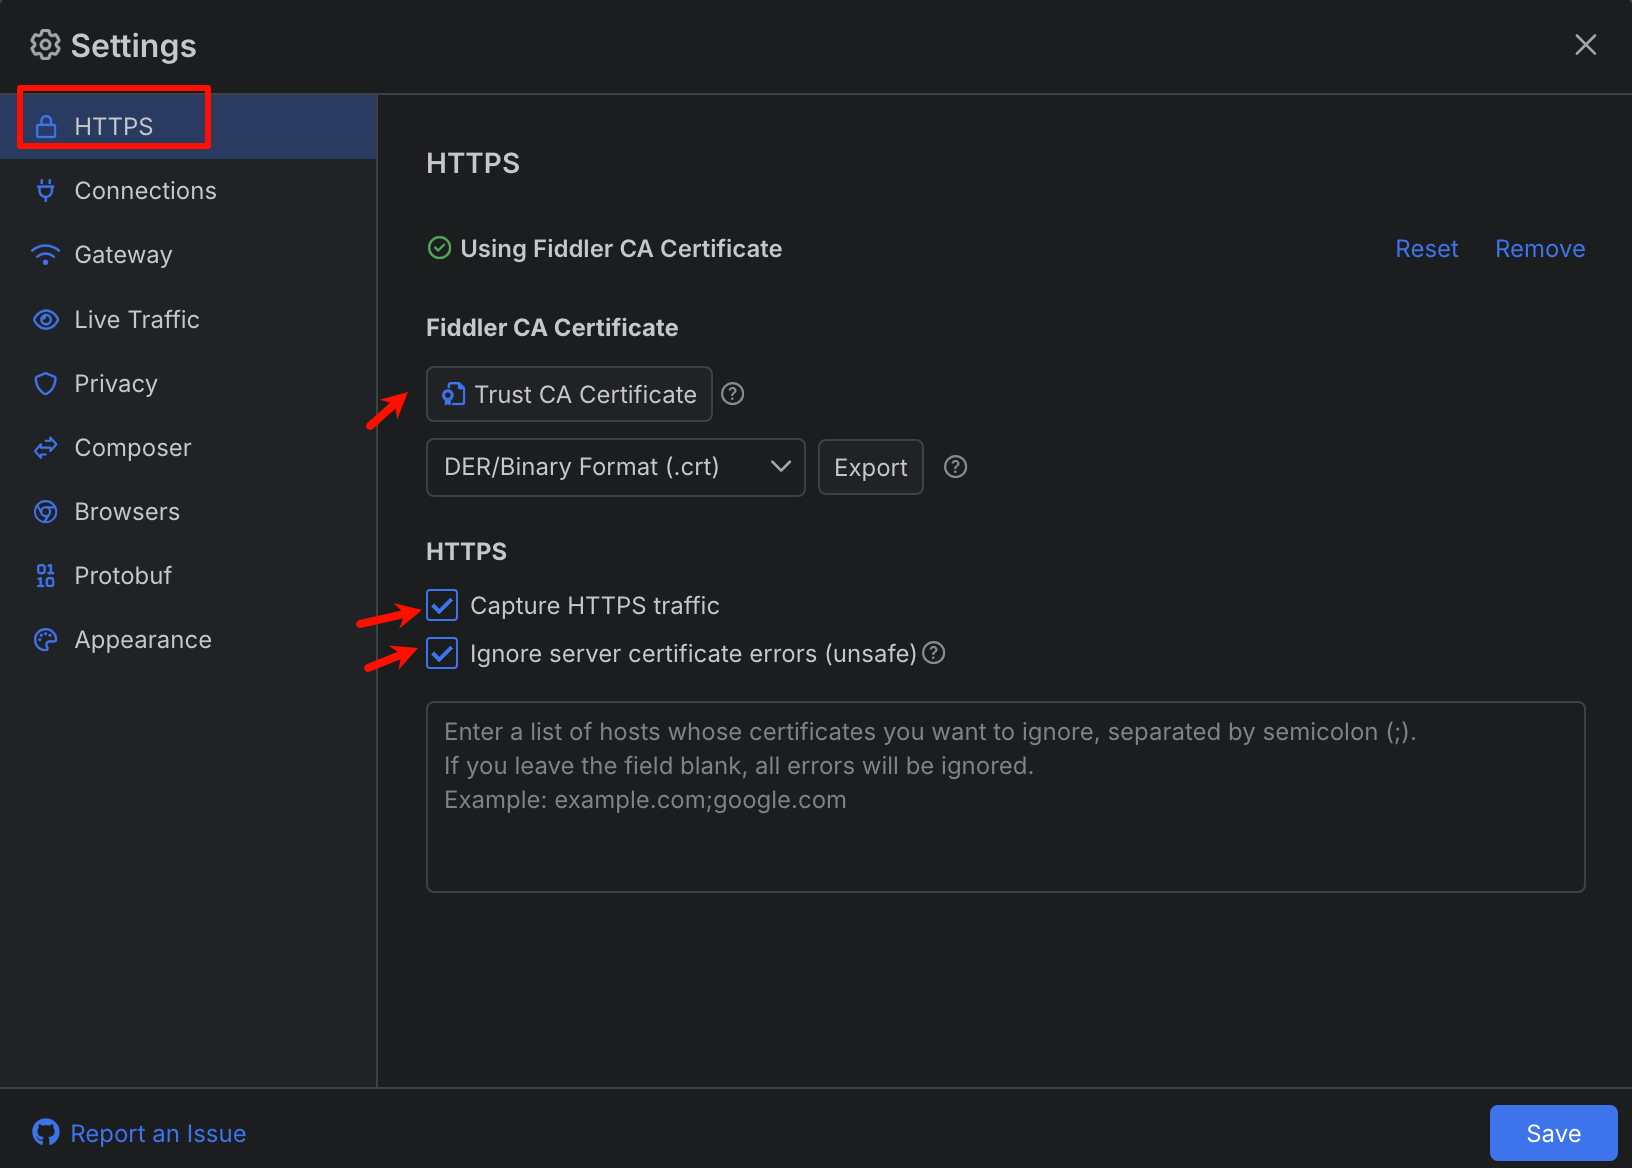 Settings
HTTPS
Connections
Gateway
Live Traffic
Privacy
Composer
Browsers
Protobuf
Appearance
HTTPS
Using Fiddler CA Certificate
Reset
Remove
Fiddler CA Certificate
Trust CA Certificate
DER/Binary Format (.crt)
Export
HTTPS
Capture HTTPS traffic
Ignore server certificate errors (unsafe)
Enter a list of hosts whose certificates you want to ignore, separated by semicolon (;).
If you leave the field blank, all errors will be ignored.
Example: example.com;google.com
Report an Issue
Save